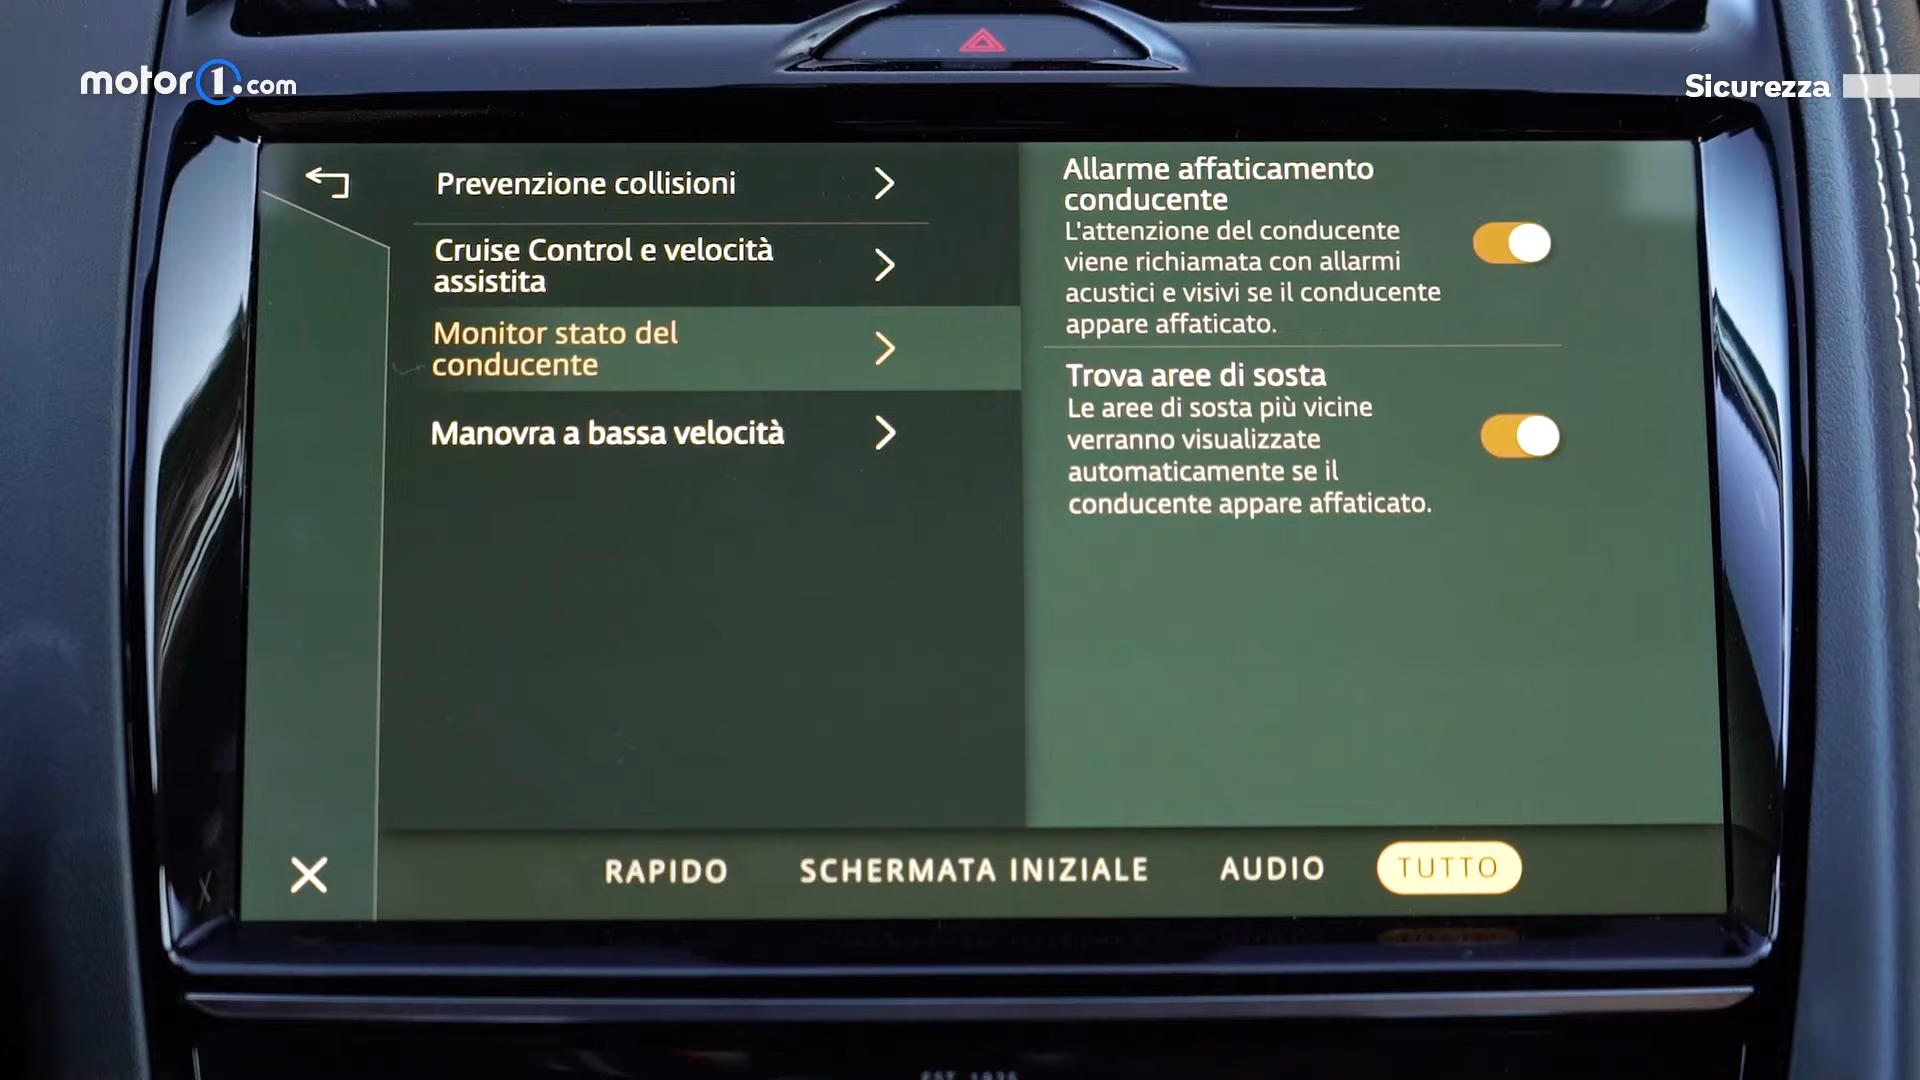 motor1.com
Sicurezza
Prevenzione collisioni
Cruise Control e velocità
assistita
Monitor stato del
conducente
Manovra a bassa velocità
Allarme affaticamento
conducente
L'attenzione del conducente
viene richiamata con allarmi
acustici e visivi se il conducente
appare affaticato.
Trova aree di sosta
Le aree di sosta più vicine
verranno visualizzate
automaticamente se il
conducente appare affaticato.
RAPIDO
SCHERMATA INIZIALE
AUDIO
TUTTO
EST. 1935